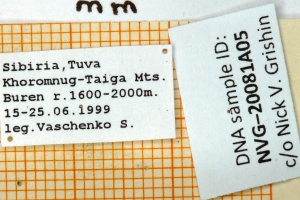 mm
Sibiria,Tuva
Khoromnug-Taiga Mts.
Buren r.1600-2000m.
15-25.06.1999
leg.Vaschenko S.
DNA sample ID:
NVG-20081A05
c/o Nick V. Grishin